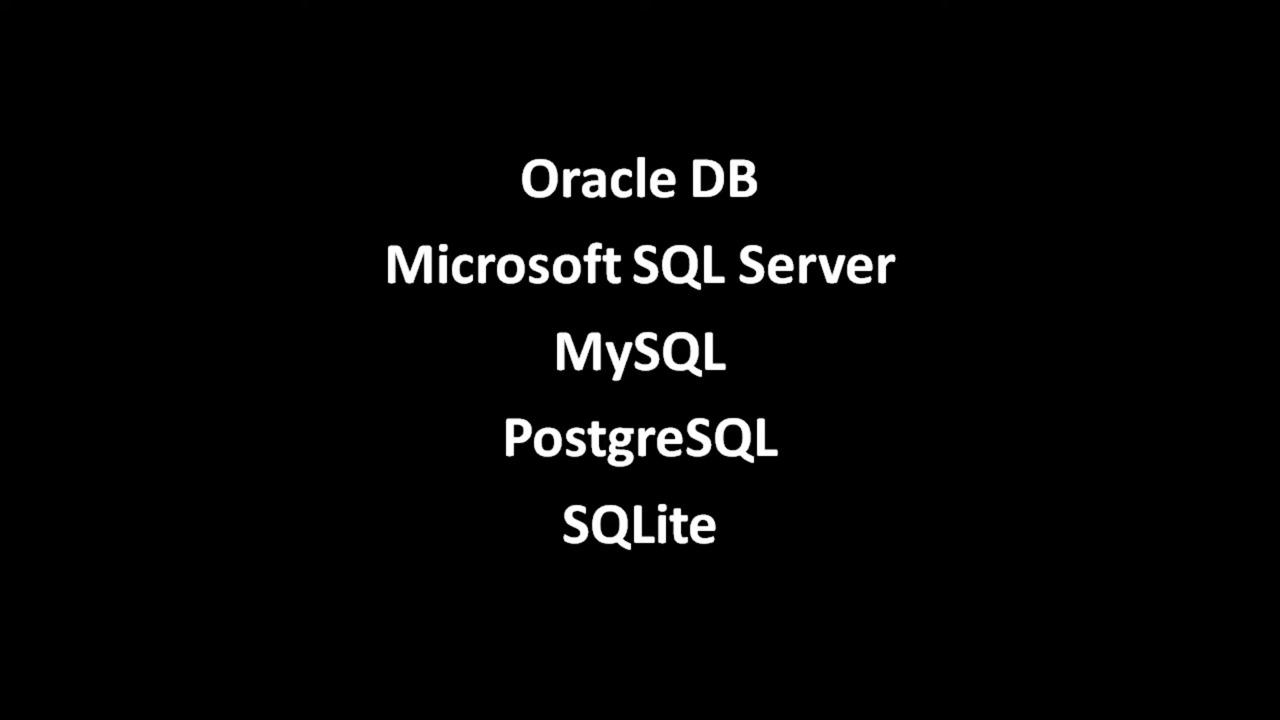 Oracle DB
Microsoft SQL Server
MySQL
PostgreSQL
SQLite